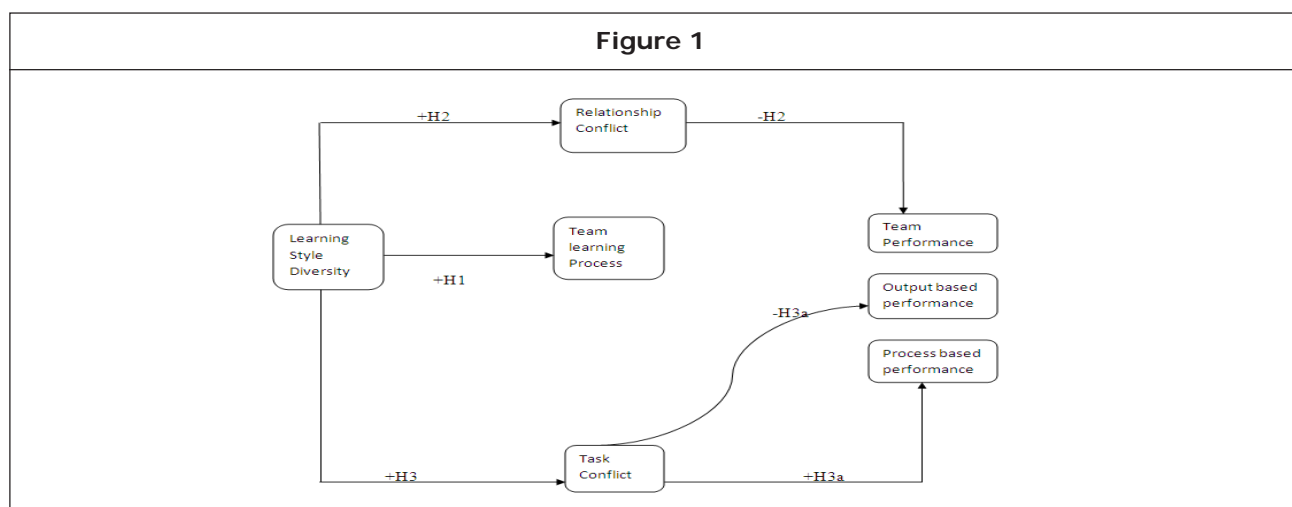 Figure 1
+H2
Relationship
Conflict
-H2
Learning
Style
Diversity
+H1
Team
learning
Process
Team
Performance
Output based
performance
-H3a
Process based
performance
+H3
Task
Conflict
+H3a